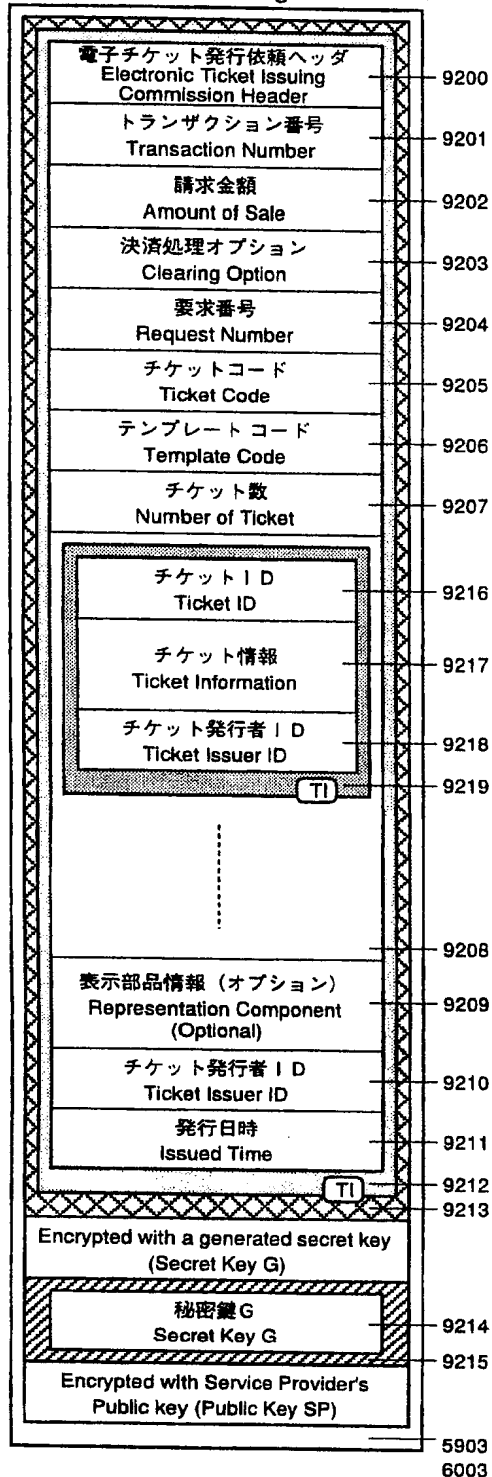 電子チケット発行依頼ヘッダ
Electronic Ticket Issuing
Commission Header
9200
トランザクション番号
Transaction Number
9201
請求金額
Amount of Sale
9202
決済処理オプション
Clearing Option
9203
要求番号
Request Number
9204
チケットコード
Ticket Code
9205
テンプレートコード
Template Code
9206
チケット数
Number of Ticket
9207
チケットID
Ticket ID
9216
チケット情報
Ticket Information
9217
チケット発行者ID
Ticket Issuer ID
9218
TI
9219
9208
表示部品情報（オプション）
Representation Component
(Optional)
9209
チケット発行者ID
Ticket Issuer ID
9210
発行日時
Issued Time
9211
TI
9212
9213
Encrypted with a generated secret key
(Secret Key G)
秘密鍵G
Secret Key G
9214
9215
Encrypted with Service Provider's
Public key (Public Key SP)
5903
6003